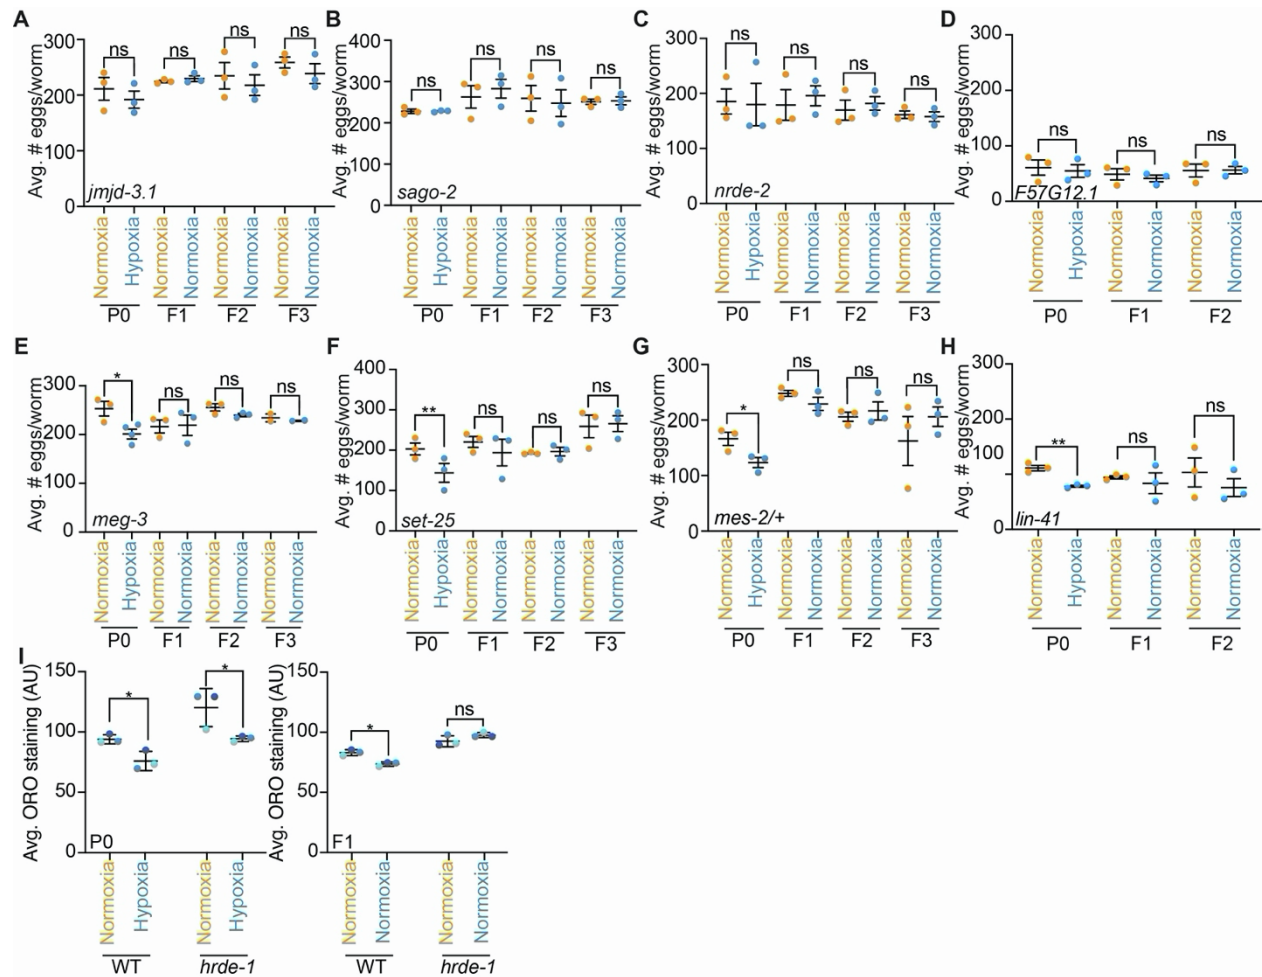 A
Avg. # eggs/worm
300
200
100
0
ns ns ns ns
jmjd-3.1
Normoxia Hypoxia Normoxia Normoxia Normoxia Normoxia Normoxia Normoxia
P0 F1 F2 F3
B
Avg. # eggs/worm
400
300
200
100
0
ns ns ns ns
sago-2
Normoxia Hypoxia Normoxia Normoxia Normoxia Normoxia Normoxia Normoxia
P0 F1 F2 F3
C
Avg. # eggs/worm
300
200
100
0
ns ns ns ns
nrde-2
Normoxia Hypoxia Normoxia Normoxia Normoxia Normoxia Normoxia Normoxia
P0 F1 F2 F3
D
Avg. # eggs/worm
300
200
100
0
ns ns ns
F57G12.1
Normoxia Hypoxia Normoxia Normoxia Normoxia Normoxia
P0 F1 F2
E
Avg. # eggs/worm
300
200
100
0
* ns ns ns
meg-3
Normoxia Hypoxia Normoxia Normoxia Normoxia Normoxia Normoxia Normoxia
P0 F1 F2 F3
F
Avg. # eggs/worm
400
300
200
100
0
** ns ns ns
set-25
Normoxia Hypoxia Normoxia Normoxia Normoxia Normoxia Normoxia Normoxia
P0 F1 F2 F3
G
Avg. # eggs/worm
300
200
100
0
* ns ns ns
mes-2/+
Normoxia Hypoxia Normoxia Normoxia Normoxia Normoxia Normoxia Normoxia
P0 F1 F2 F3
H
Avg. # eggs/worm
300
200
100
0
** ns ns
lin-41
Normoxia Hypoxia Normoxia Normoxia Normoxia Normoxia
P0 F1 F2
I
Avg. ORO staining (AU)
150
100
50
0
* *
P0
Normoxia Hypoxia Normoxia Hypoxia
WT hrde-1
Avg. ORO staining (AU)
150
100
50
0
* ns
F1
Normoxia Normoxia Normoxia Normoxia
WT hrde-1